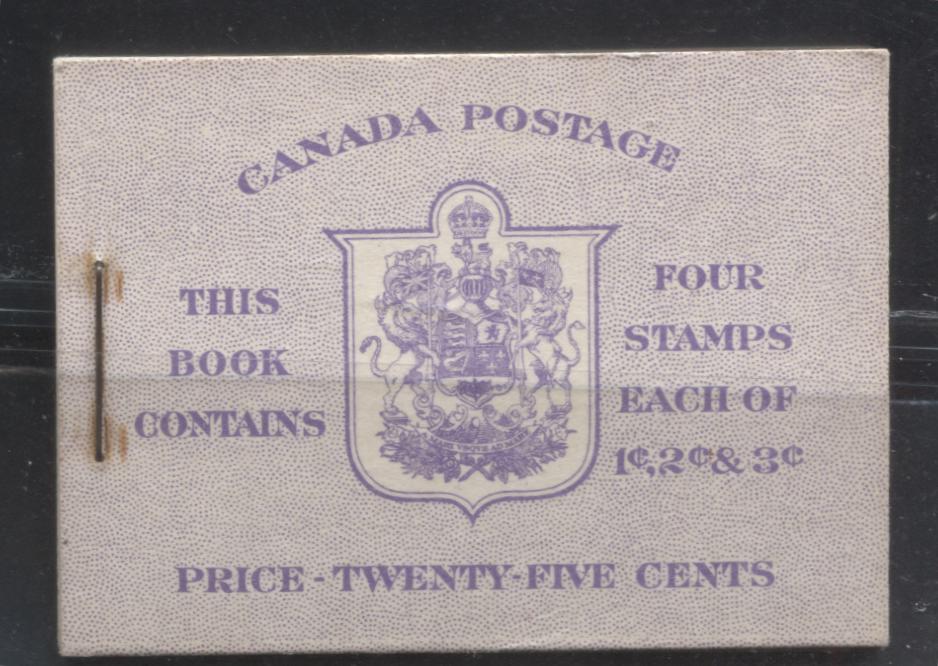 CANADA POSTAGE
THIS
BOOK
CONTAINS
FOUR
STAMPS
EACH OF
1¢,2¢& 3¢
PRICE - TWENTY-FIVE CENTS